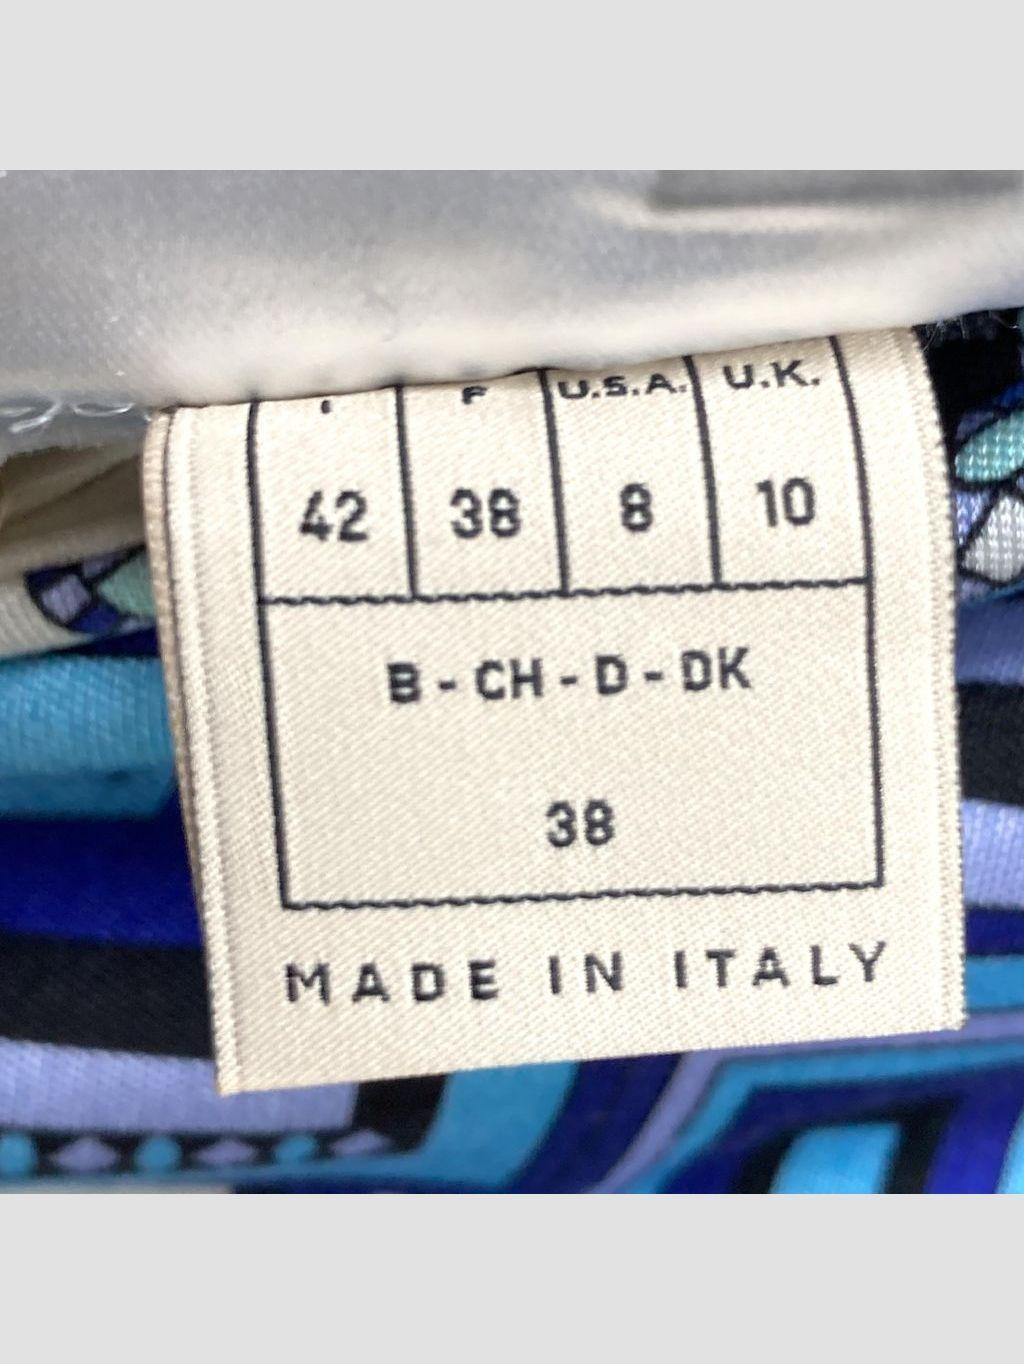 I F U.S.A. U.K.
42 38 8 10
B - CH - D - DK
38
MADE IN ITALY